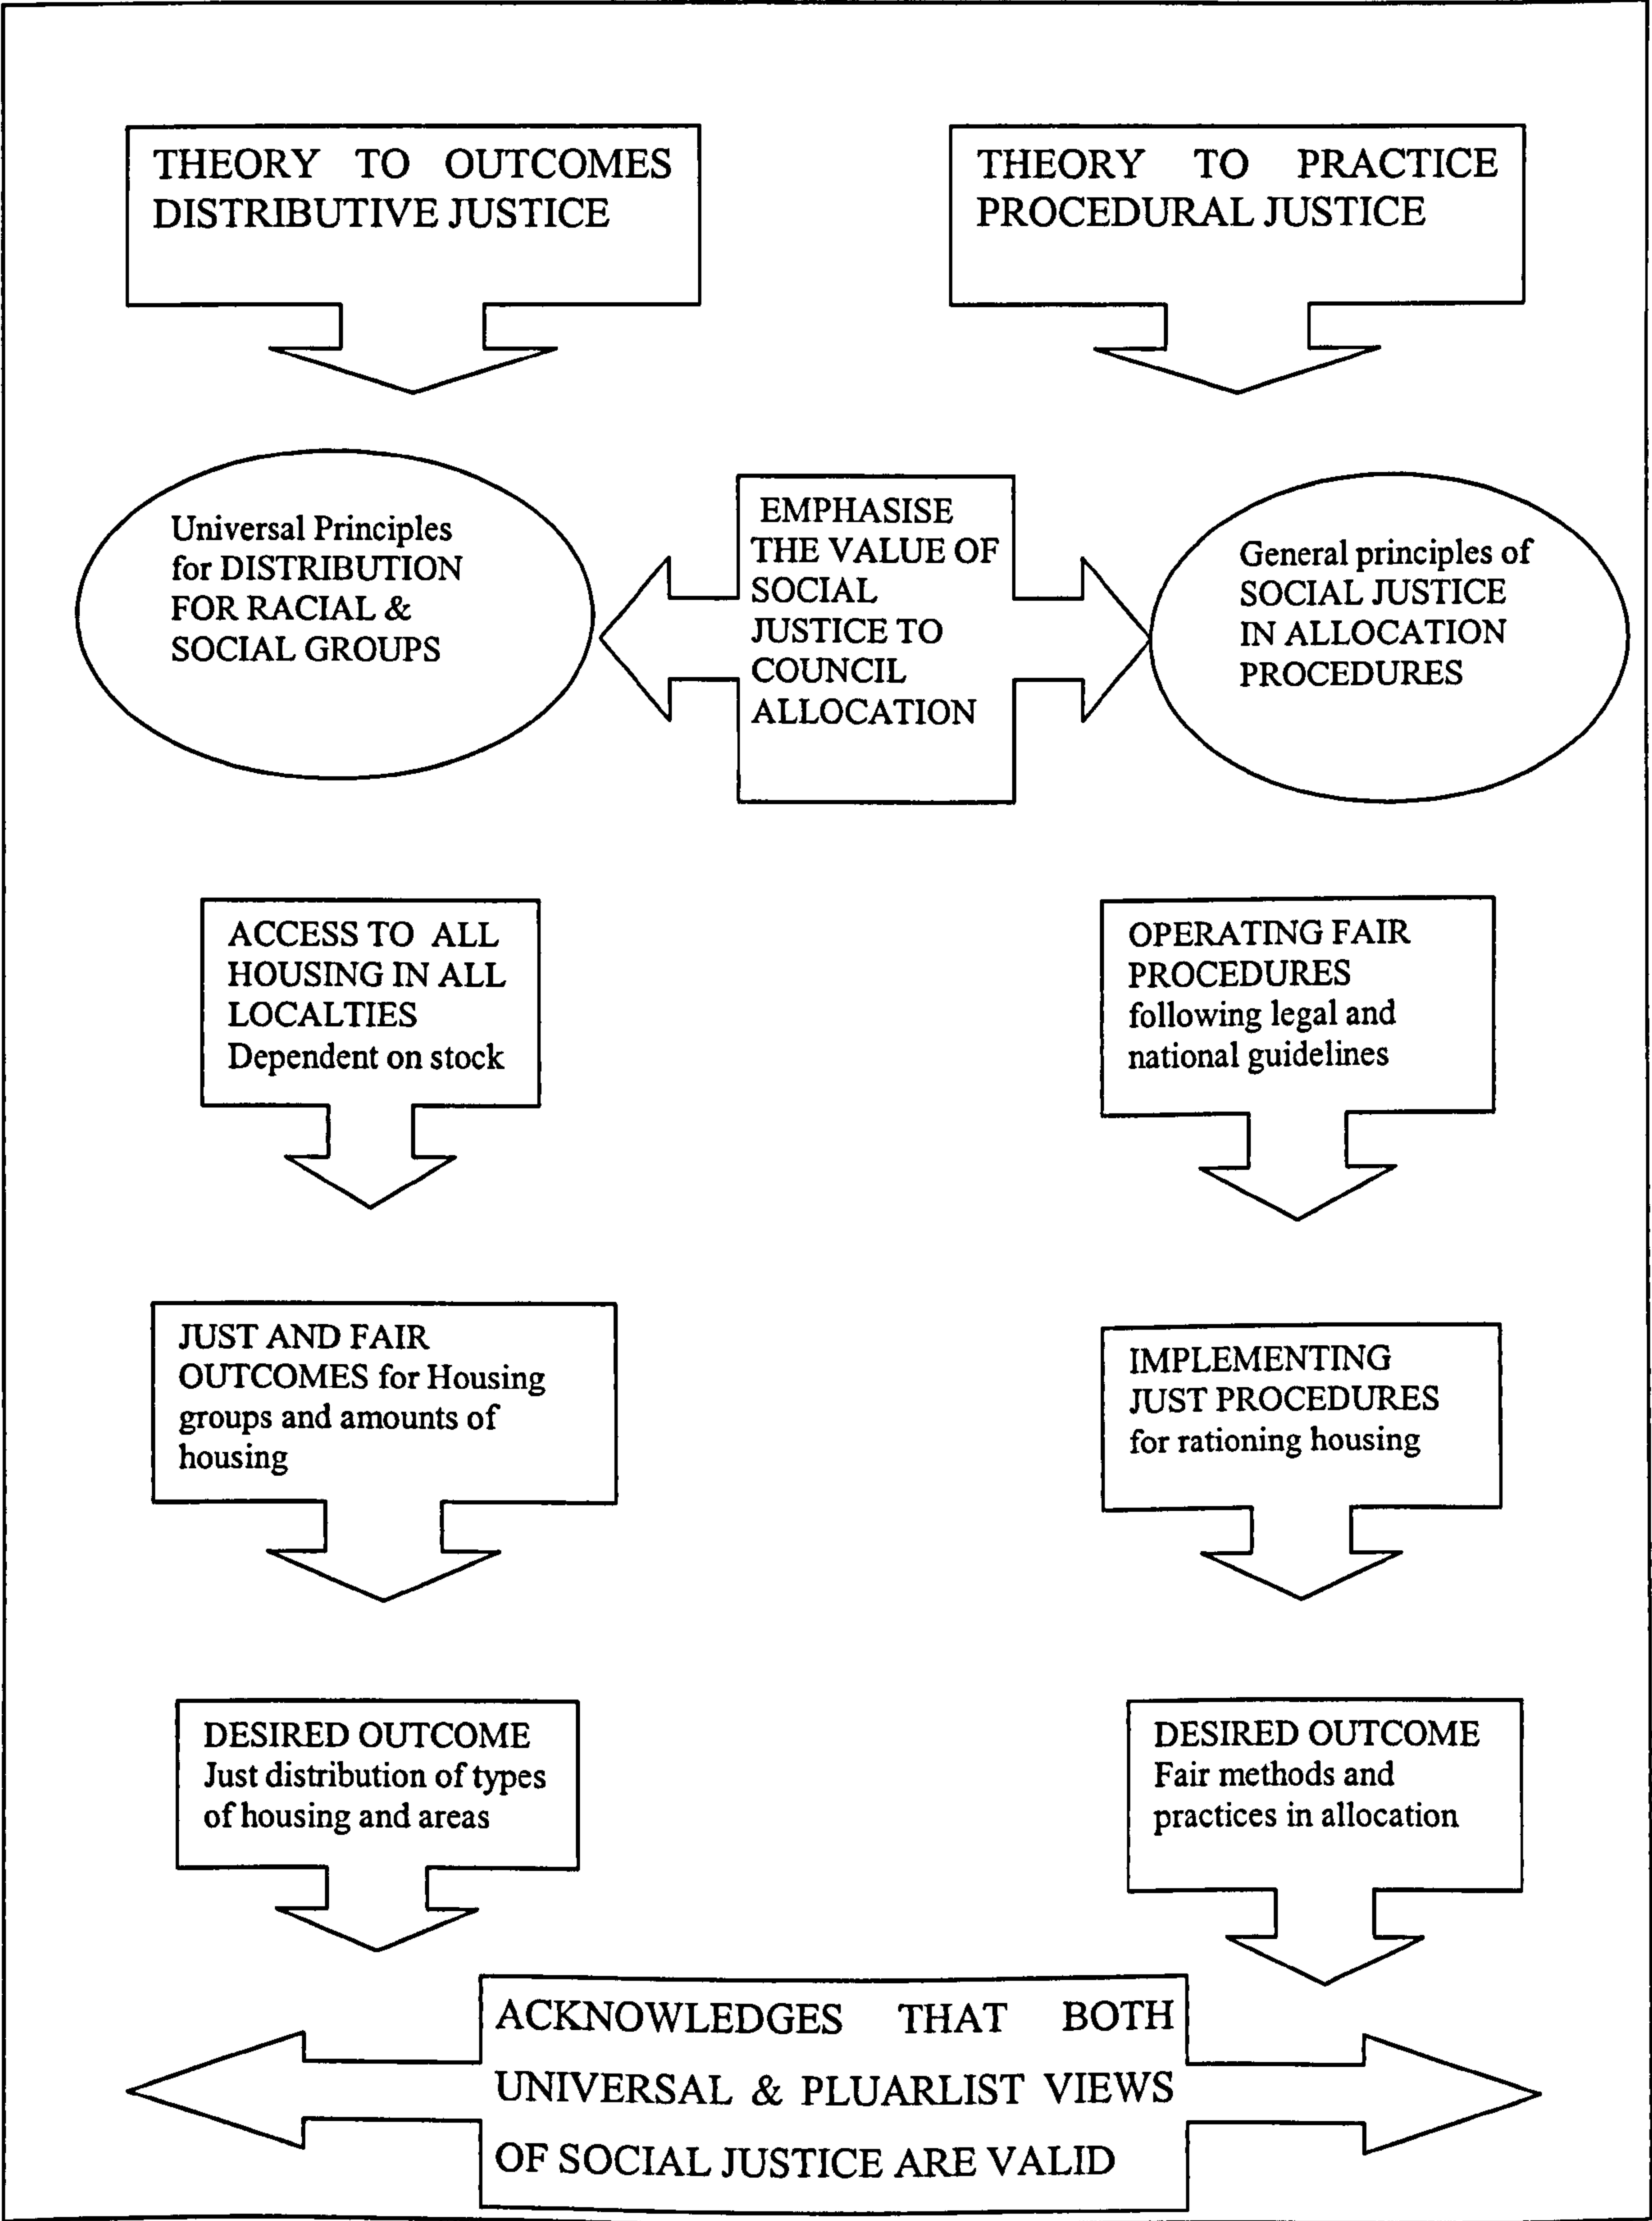 THEORY TO OUTCOMES
DISTRIBUTIVE JUSTICE
THEORY TO PRACTICE
PROCEDURAL JUSTICE
Universal Principles
for DISTRIBUTION
FOR RACIAL &
SOCIAL GROUPS
EMPHASISE
THE VALUE OF
SOCIAL
JUSTICE TO
COUNCIL
ALLOCATION
General principles of
SOCIAL JUSTICE
IN ALLOCATION
PROCEDURES
ACCESS TO ALL
HOUSING IN ALL
LOCALTIES
Dependent on stock
OPERATING FAIR
PROCEDURES
following legal and
national guidelines
JUST AND FAIR
OUTCOMES for Housing
groups and amounts of
housing
IMPLEMENTING
JUST PROCEDURES
for rationing housing
DESIRED OUTCOME
Just distribution of types
of housing and areas
DESIRED OUTCOME
Fair methods and
practices in allocation
ACKNOWLEDGES THAT BOTH
UNIVERSAL & PLUARLIST VIEWS
OF SOCIAL JUSTICE ARE VALID